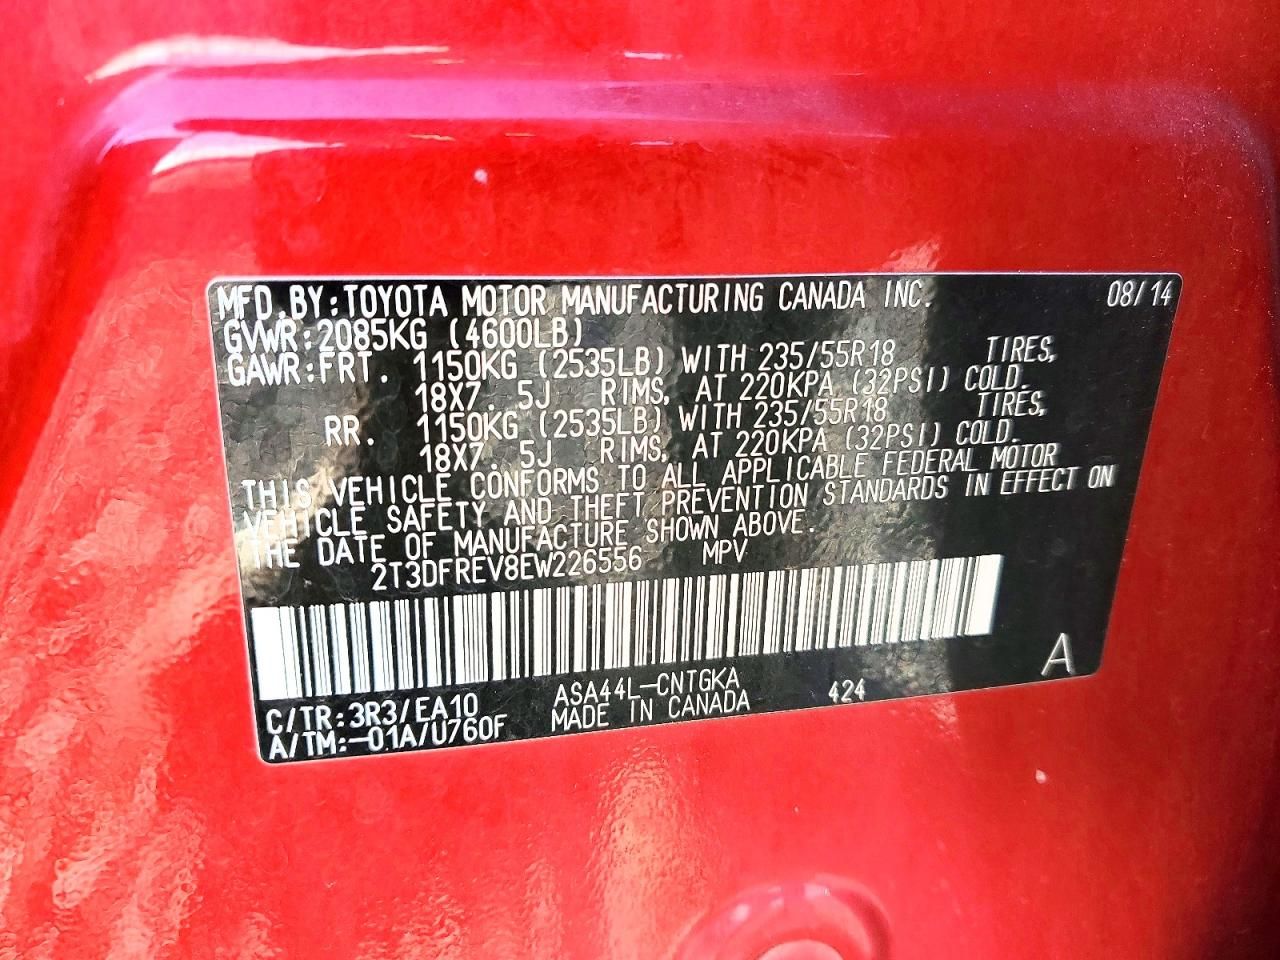 MFD.BY:TOYOTA MOTOR MANUFACTURING CANADA INC. 08/14
GVWR:2085KG (4600LB)
GAWR:FRT. 1150KG (2535LB) WITH 235/55R18 TIRES,
18X7.5J RIMS, AT 220KPA (32PSI) COLD.
RR. 1150KG (2535LB) WITH 235/55R18 TIRES,
18X7.5J RIMS, AT 220KPA (32PSI) COLD.
THIS VEHICLE CONFORMS TO ALL APPLICABLE FEDERAL MOTOR
VEHICLE SAFETY AND THEFT PREVENTION STANDARDS IN EFFECT ON
THE DATE OF MANUFACTURE SHOWN ABOVE.
2T3DFREV8EW226556 MPV
C/TR:3R3/EA10 ASA44L-CNTGKA 424 A
A/TM:-01A/U760F MADE IN CANADA